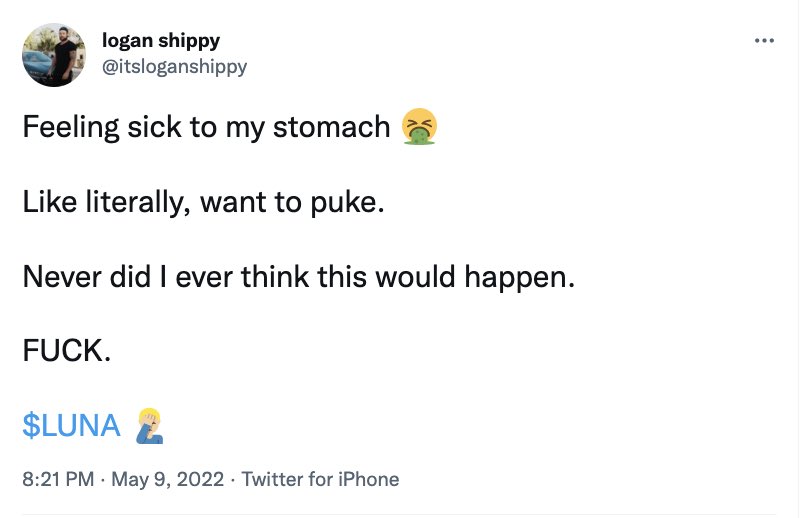 logan shippy
@itsloganshippy
Feeling sick to my stomach 🤮
Like literally, want to puke.
Never did I ever think this would happen.
FUCK.
$LUNA 🤦🏼‍♂️
8:21 PM · May 9, 2022 · Twitter for iPhone